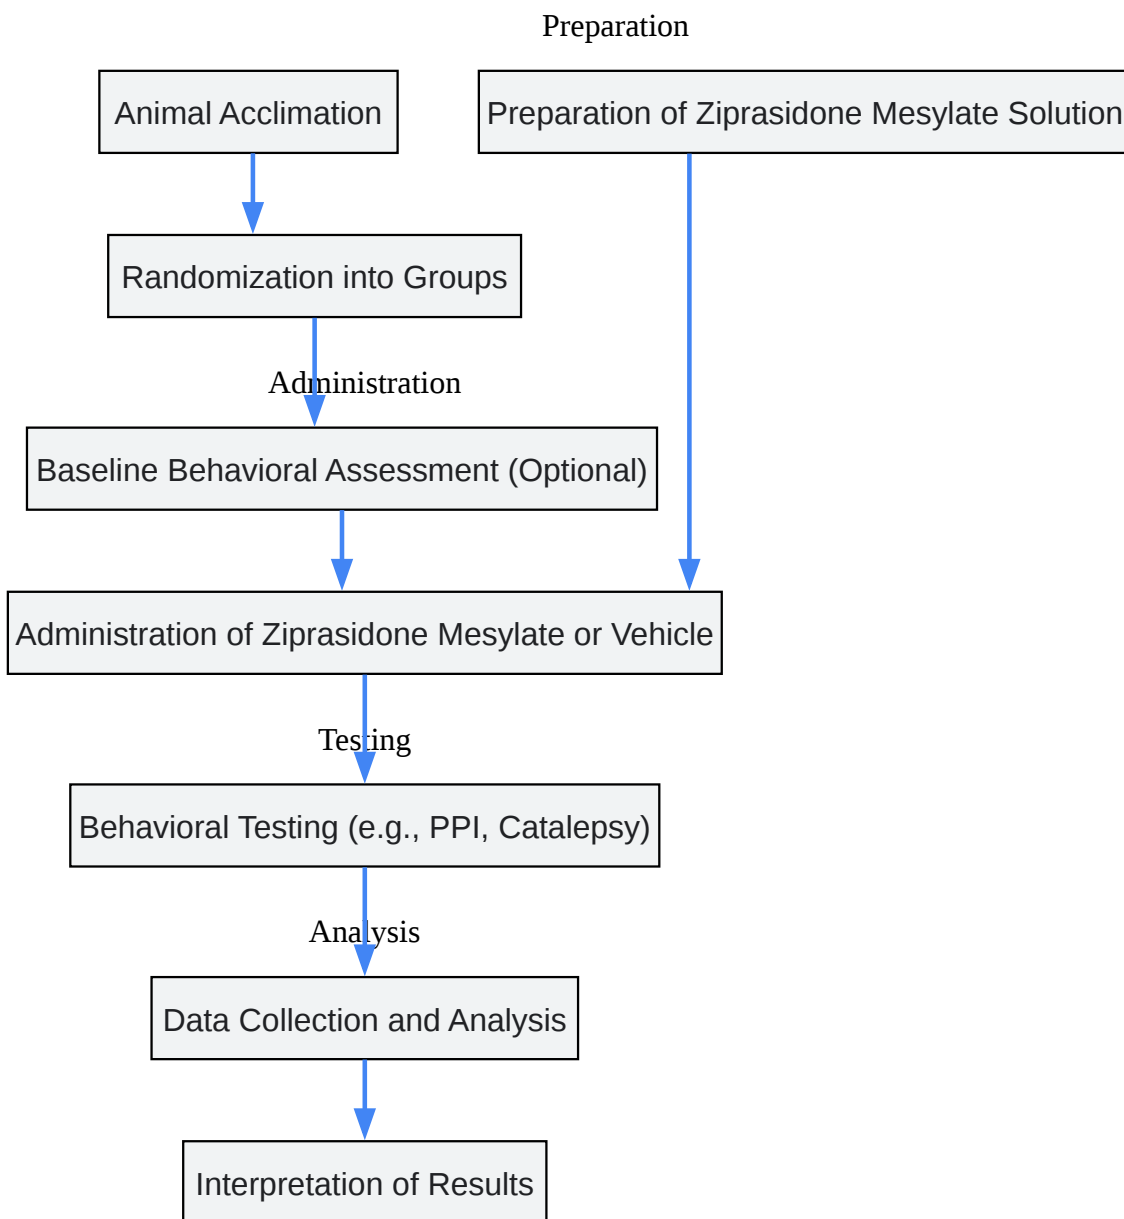 Preparation
Animal Acclimation
Preparation of Ziprasidone Mesylate Solution
Randomization into Groups
Administration
Baseline Behavioral Assessment (Optional)
Administration of Ziprasidone Mesylate or Vehicle
Testing
Behavioral Testing (e.g., PPI, Catalepsy)
Analysis
Data Collection and Analysis
Interpretation of Results